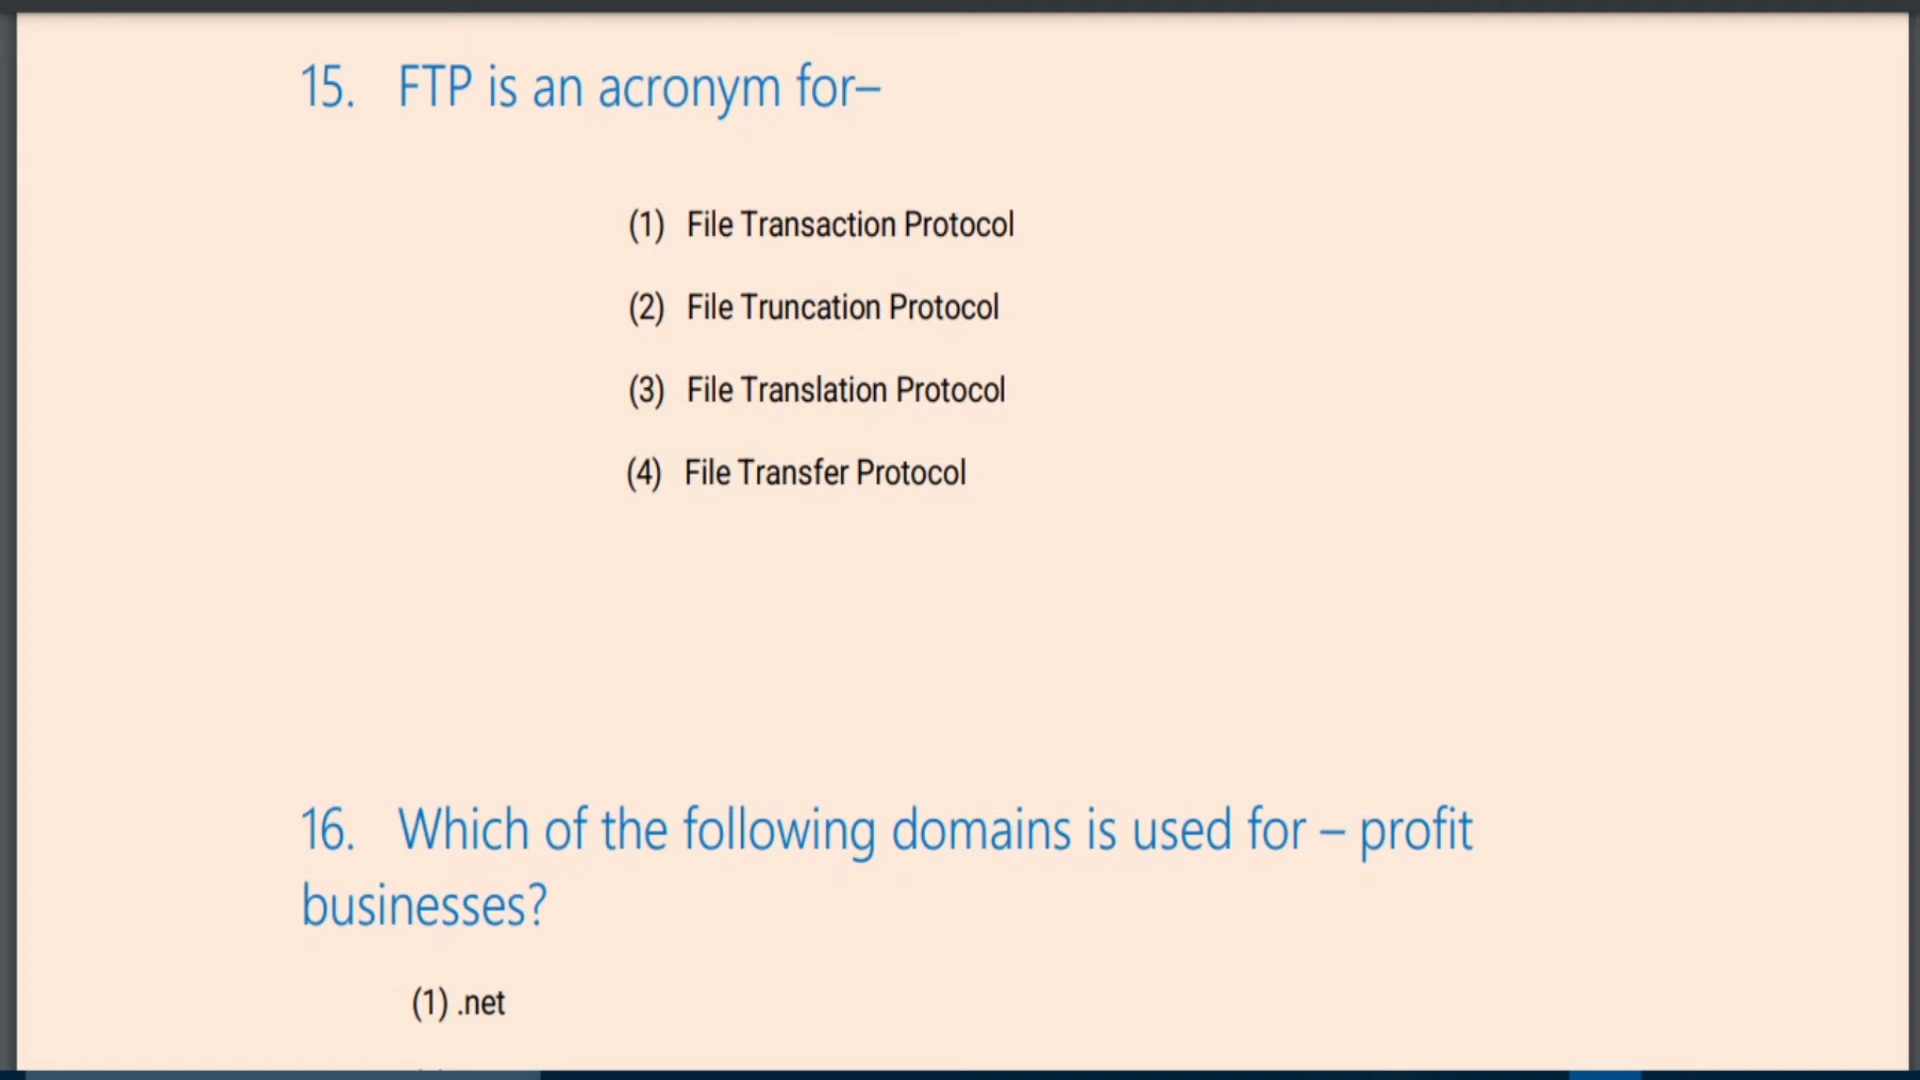 15. FTP is an acronym for–
(1) File Transaction Protocol
(2) File Truncation Protocol
(3) File Translation Protocol
(4) File Transfer Protocol
16. Which of the following domains is used for – profit
businesses?
(1) .net